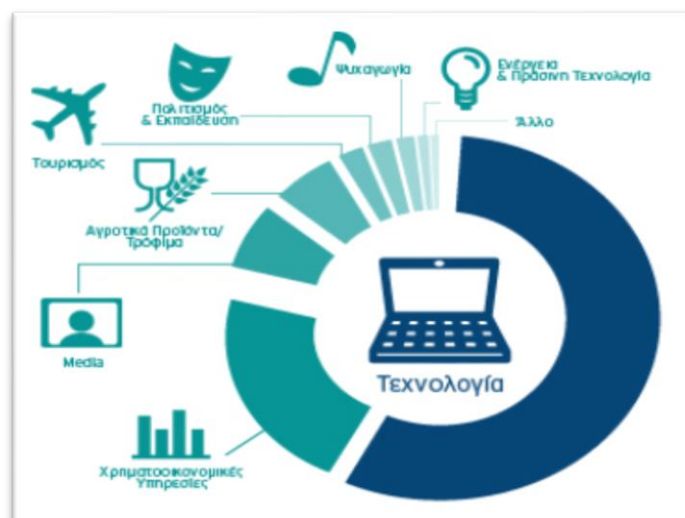 Ψυχαγωγία
Ενέργεια
& Πράσινη Τεχνολογία
Πολιτισμός
& Εκπαίδευση
Άλλο
Τουρισμός
Αγροτικά Προϊόντα/
Τρόφιμα
Media
Τεχνολογία
Χρηματοοικονομικές
Υπηρεσίες